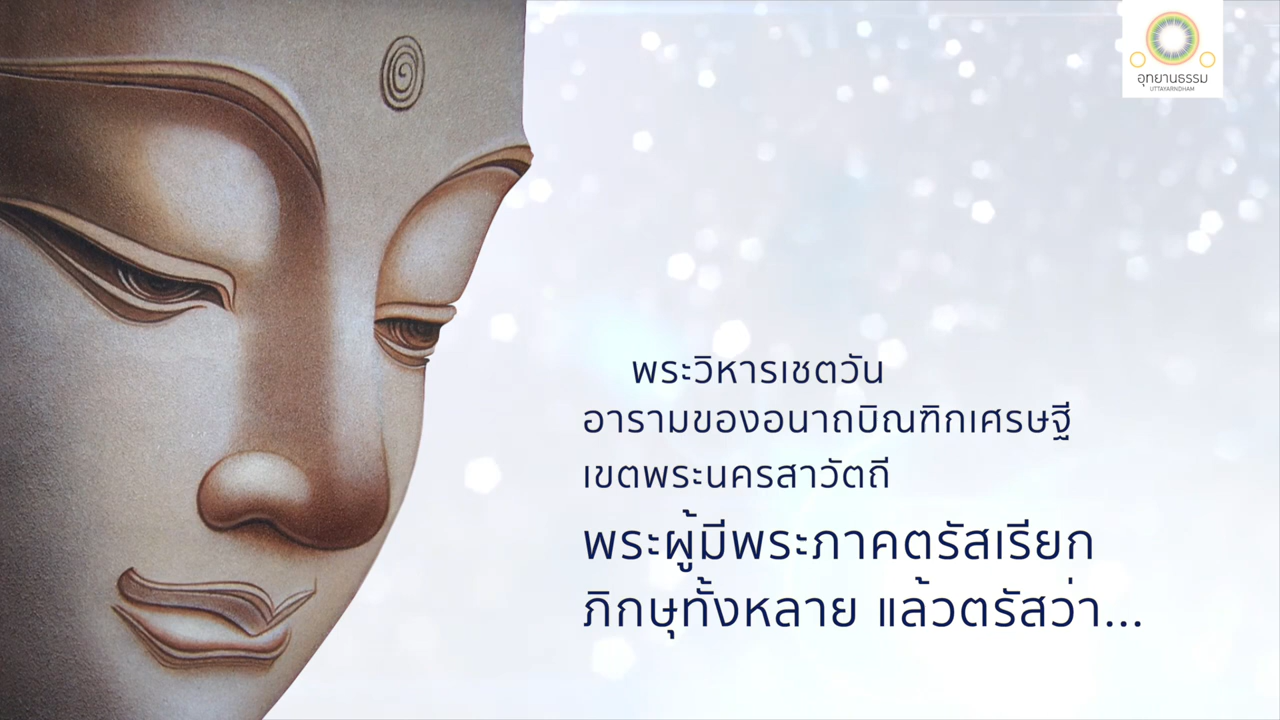 อุทยานธรรม
UTTAYARNDHAM
พระวิหารเชตวัน
อารามของอนาถบิณฑิกเศรษฐี
เขตพระนครสาวัตถี
พระผู้มีพระภาคตรัสเรียก
ภิกษุทั้งหลาย แล้วตรัสว่า...